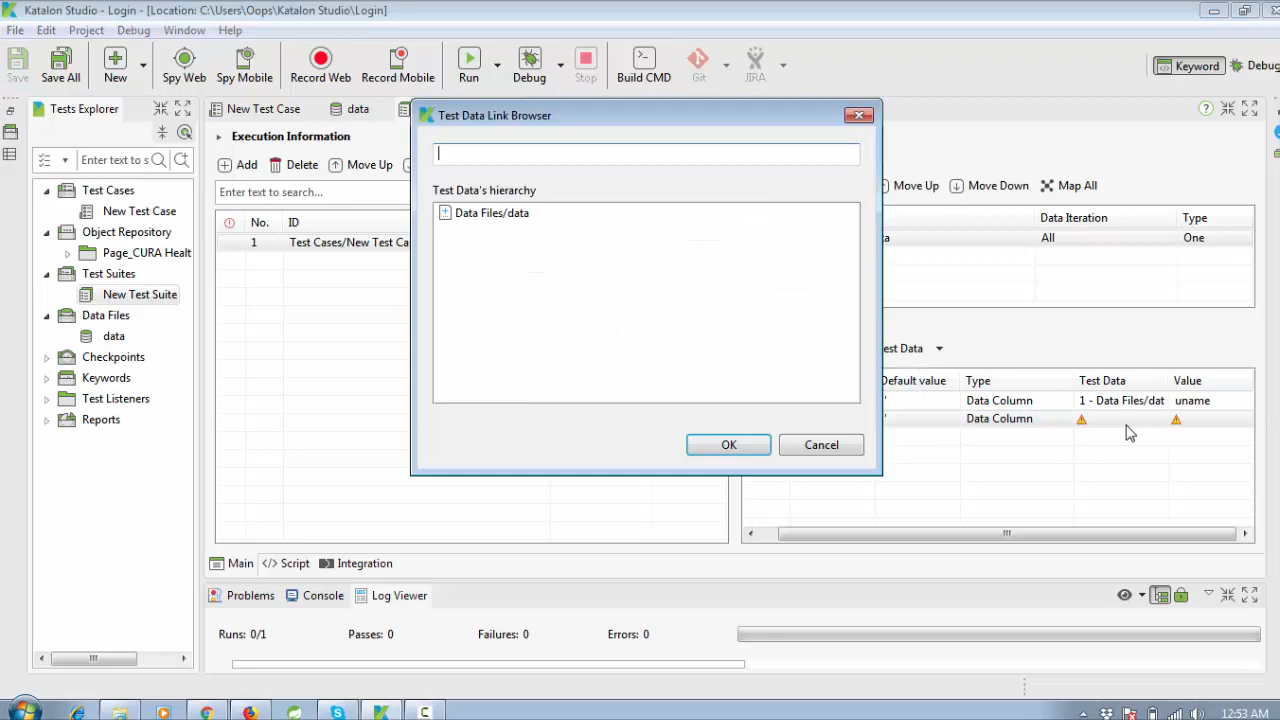 Katalon Studio - Login - [Location: C:\Users\Oops\Katalon Studio\Login]
File Edit Project Debug Window Help
Save Save All New Spy Web Spy Mobile Record Web Record Mobile Run Debug Stop Build CMD Git JIRA Keyword Debug
Tests Explorer
Enter text to s
Test Cases
New Test Case
Object Repository
Page_CURA Healt
Test Suites
New Test Suite
Data Files
data
Checkpoints
Keywords
Test Listeners
Reports
New Test Case data
Execution Information
Add Delete Move Up
Enter text to search...
No. ID
1 Test Cases/New Test Ca
Test Data Link Browser
Test Data's hierarchy
Data Files/data
OK Cancel
Move Up Move Down Map All
Data Iteration Type
ta All One
est Data
Default value Type Test Data Value
' Data Column 1 - Data Files/dat uname
' Data Column
Main Script Integration
Problems Console Log Viewer
Runs: 0/1 Passes: 0 Failures: 0 Errors: 0
12:53 AM